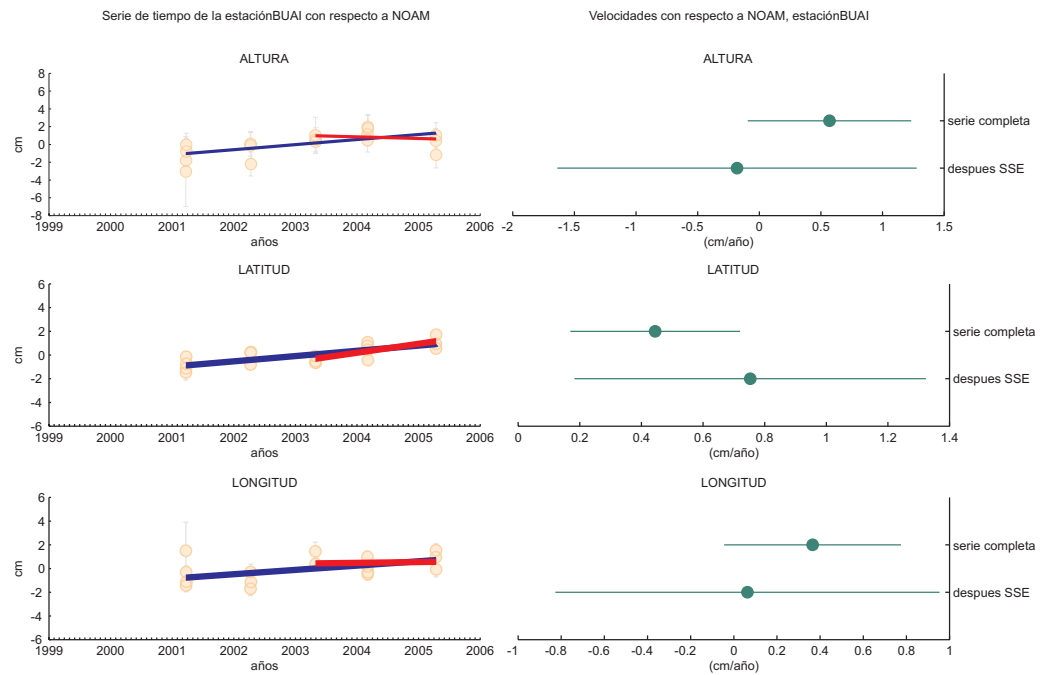 Serie de tiempo de la estaciónBUAI con respecto a NOAM
Velocidades con respecto a NOAM, estaciónBUAI
ALTURA
8
6
4
2
0
-2
-4
-6
-8
cm
1999 2000 2001 2002 2003 2004 2005 2006
años
ALTURA
serie completa
despues SSE
-2 -1.5 -1 -0.5 0 0.5 1 1.5
(cm/año)
LATITUD
6
4
2
0
-2
-4
-6
cm
1999 2000 2001 2002 2003 2004 2005 2006
años
LATITUD
serie completa
despues SSE
0 0.2 0.4 0.6 0.8 1 1.2 1.4
(cm/año)
LONGITUD
6
4
2
0
-2
-4
-6
cm
1999 2000 2001 2002 2003 2004 2005 2006
años
LONGITUD
serie completa
despues SSE
-1 -0.8 -0.6 -0.4 -0.2 0 0.2 0.4 0.6 0.8 1
(cm/año)